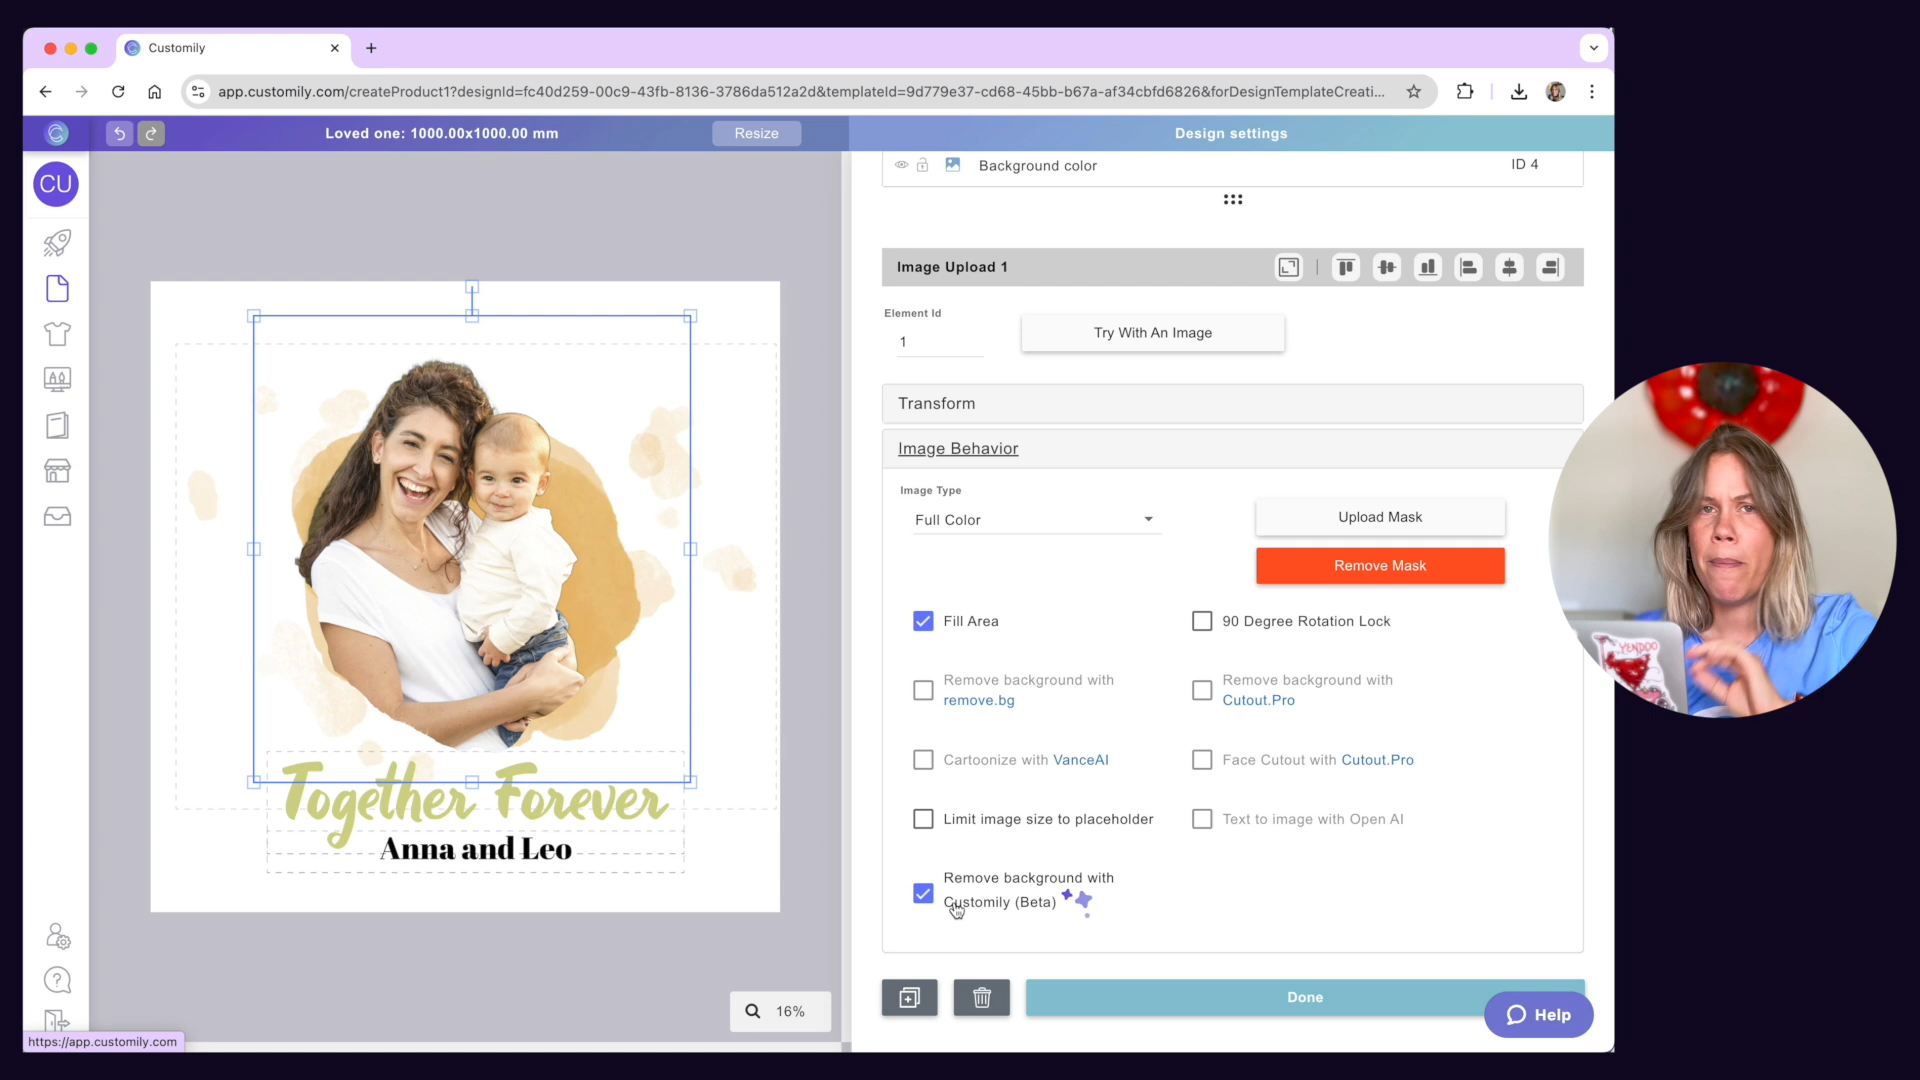 Customily
app.customily.com/createProduct1?designId=fc40d259-00c9-43fb-8136-3786da512a2d&templateId=9d779e37-cd68-45bb-b67a-af34cbfd6826&forDesignTemplateCreati...
Loved one: 1000.00x1000.00 mm
Resize
Design settings
CU
Background color
ID 4
Image Upload 1
Element Id
1
Try With An Image
Transform
Image Behavior
Image Type
Full Color
Upload Mask
Remove Mask
Fill Area
90 Degree Rotation Lock
Remove background with
remove.bg
Remove background with
Cutout.Pro
Cartoonize with VanceAI
Face Cutout with Cutout.Pro
Limit image size to placeholder
Text to image with Open AI
Remove background with
Customily (Beta)
Together Forever
Anna and Leo
16%
Done
Help
https://app.customily.com
VENDOO